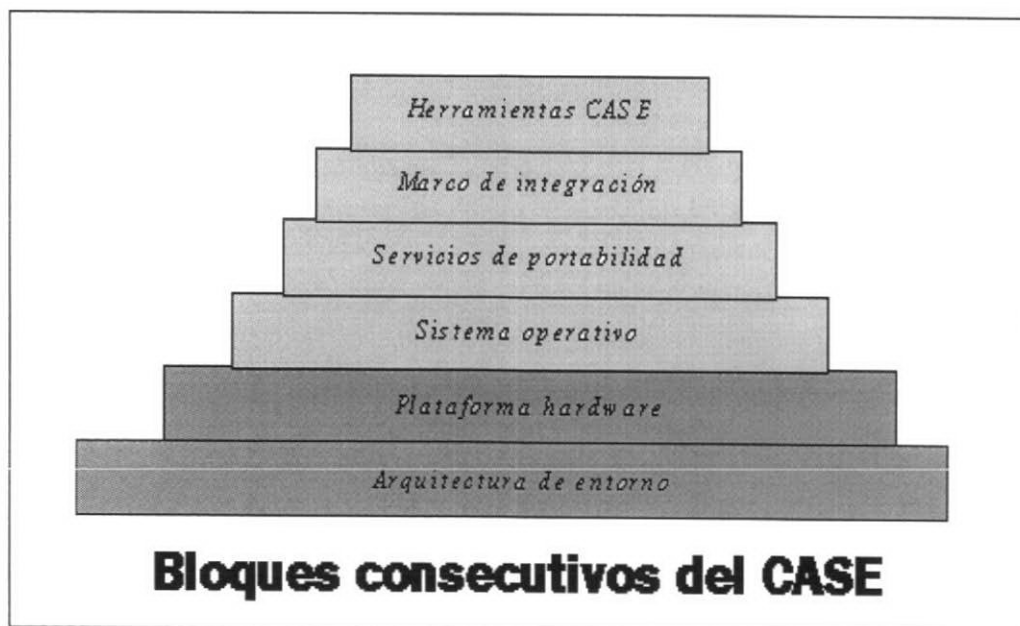 Herramientas CASE
Marco de integración
Servicios de portabilidad
Sistema operativo
Plataforma hardware
Arquitectura de entorno
Bloques consecutivos del CASE